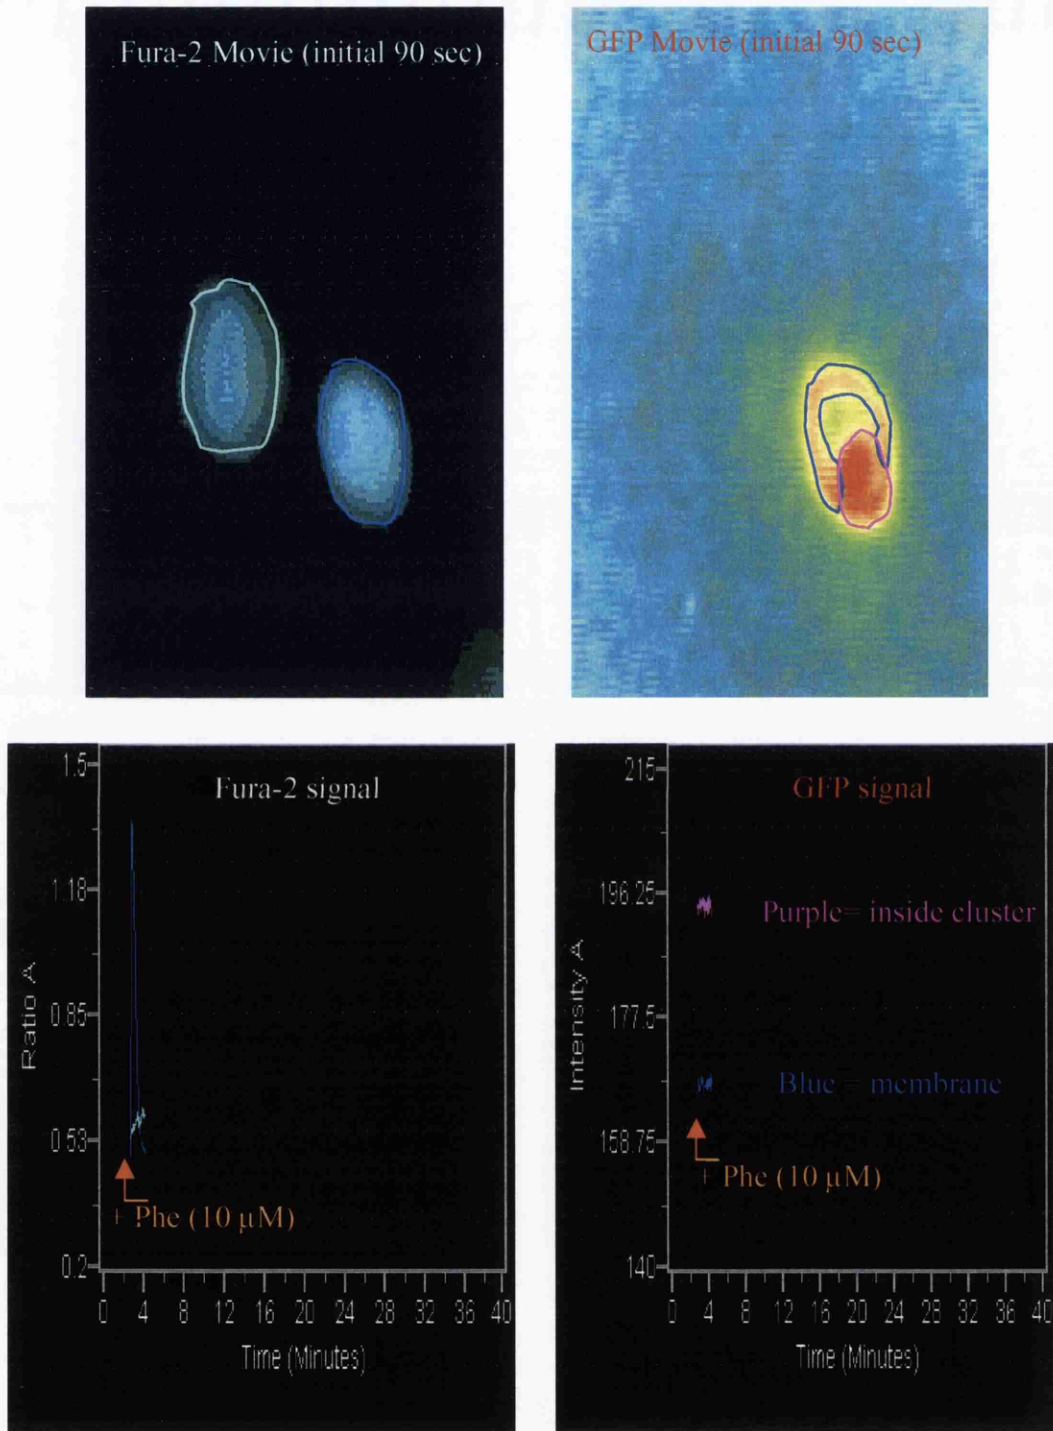 Fura-2 Movie (initial 90 sec)
GFP Movie (initial 90 sec)
Fura-2 signal
1.5
1.18
0.85
0.53
0.2
Ratio A
+ Phe (10 µM)
0 4 8 12 16 20 24 28 32 36 40
Time (Minutes)
GFP signal
215
196.25
177.5
158.75
140
Intensity A
Purple= inside cluster
Blue = membrane
+ Phe (10 µM)
0 4 8 12 16 20 24 28 32 36 40
Time (Minutes)